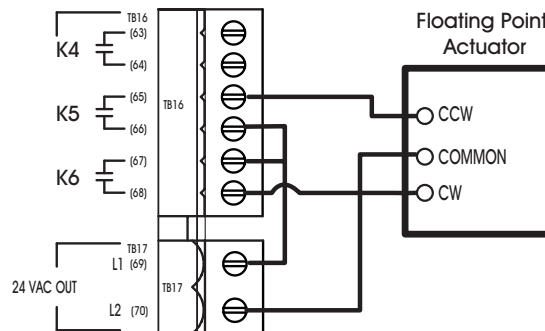 TB16
K4
(63)
(64)
K5
(65)
(66)
K6
(67)
(68)
TB16
TB17
L1 (69)
24 VAC OUT
L2 (70)
TB17
Floating Point
Actuator
CCW
COMMON
CW